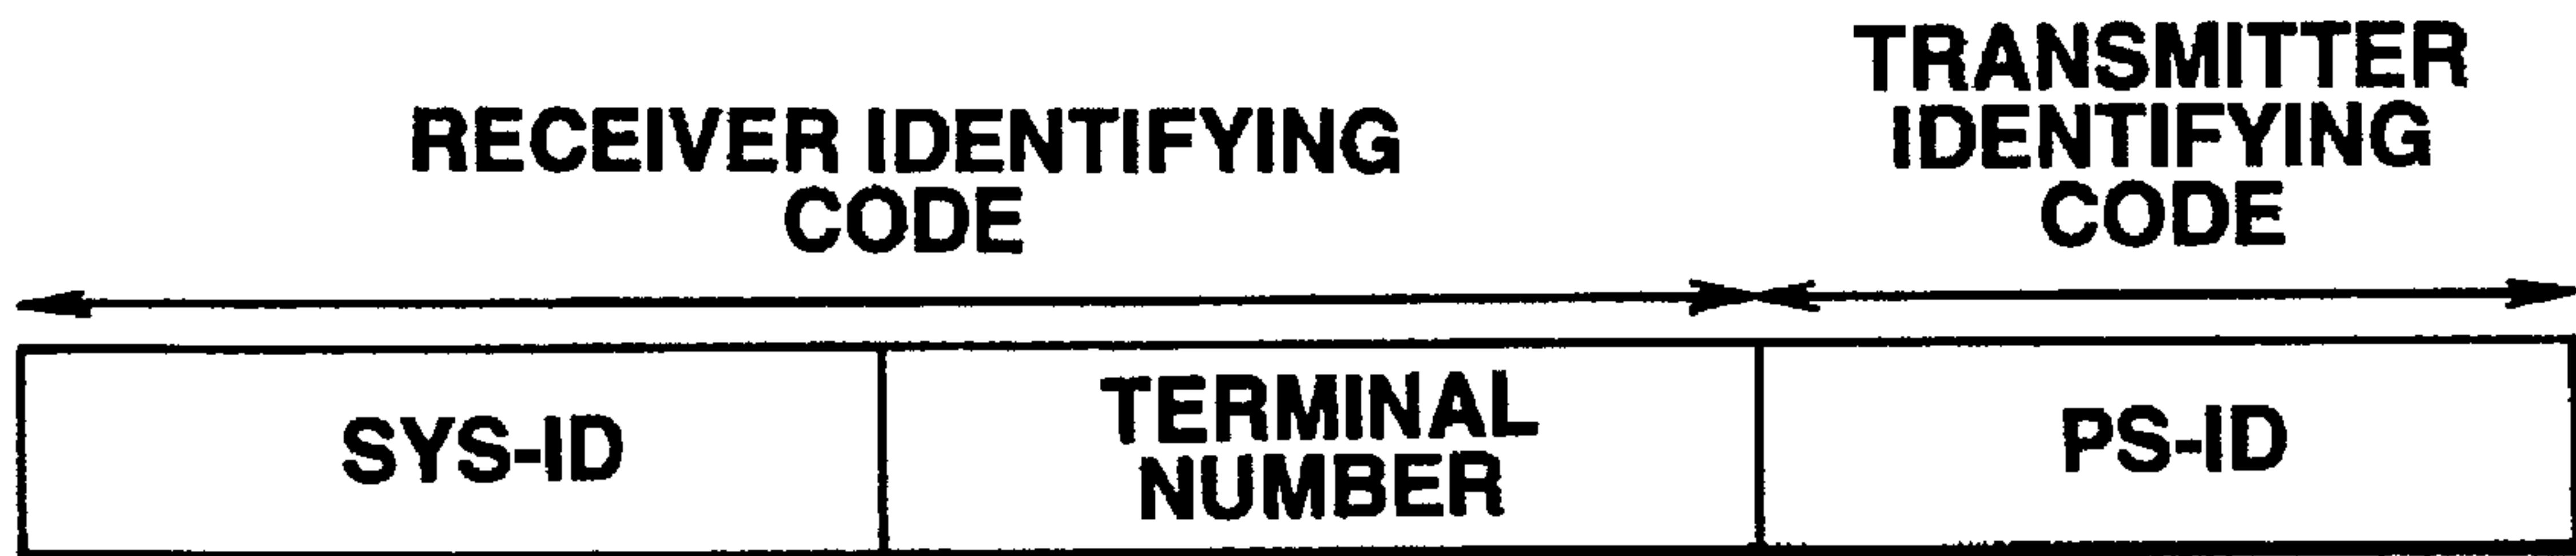 RECEIVER IDENTIFYING
CODE
TRANSMITTER
IDENTIFYING
CODE
SYS-ID
TERMINAL
NUMBER
PS-ID